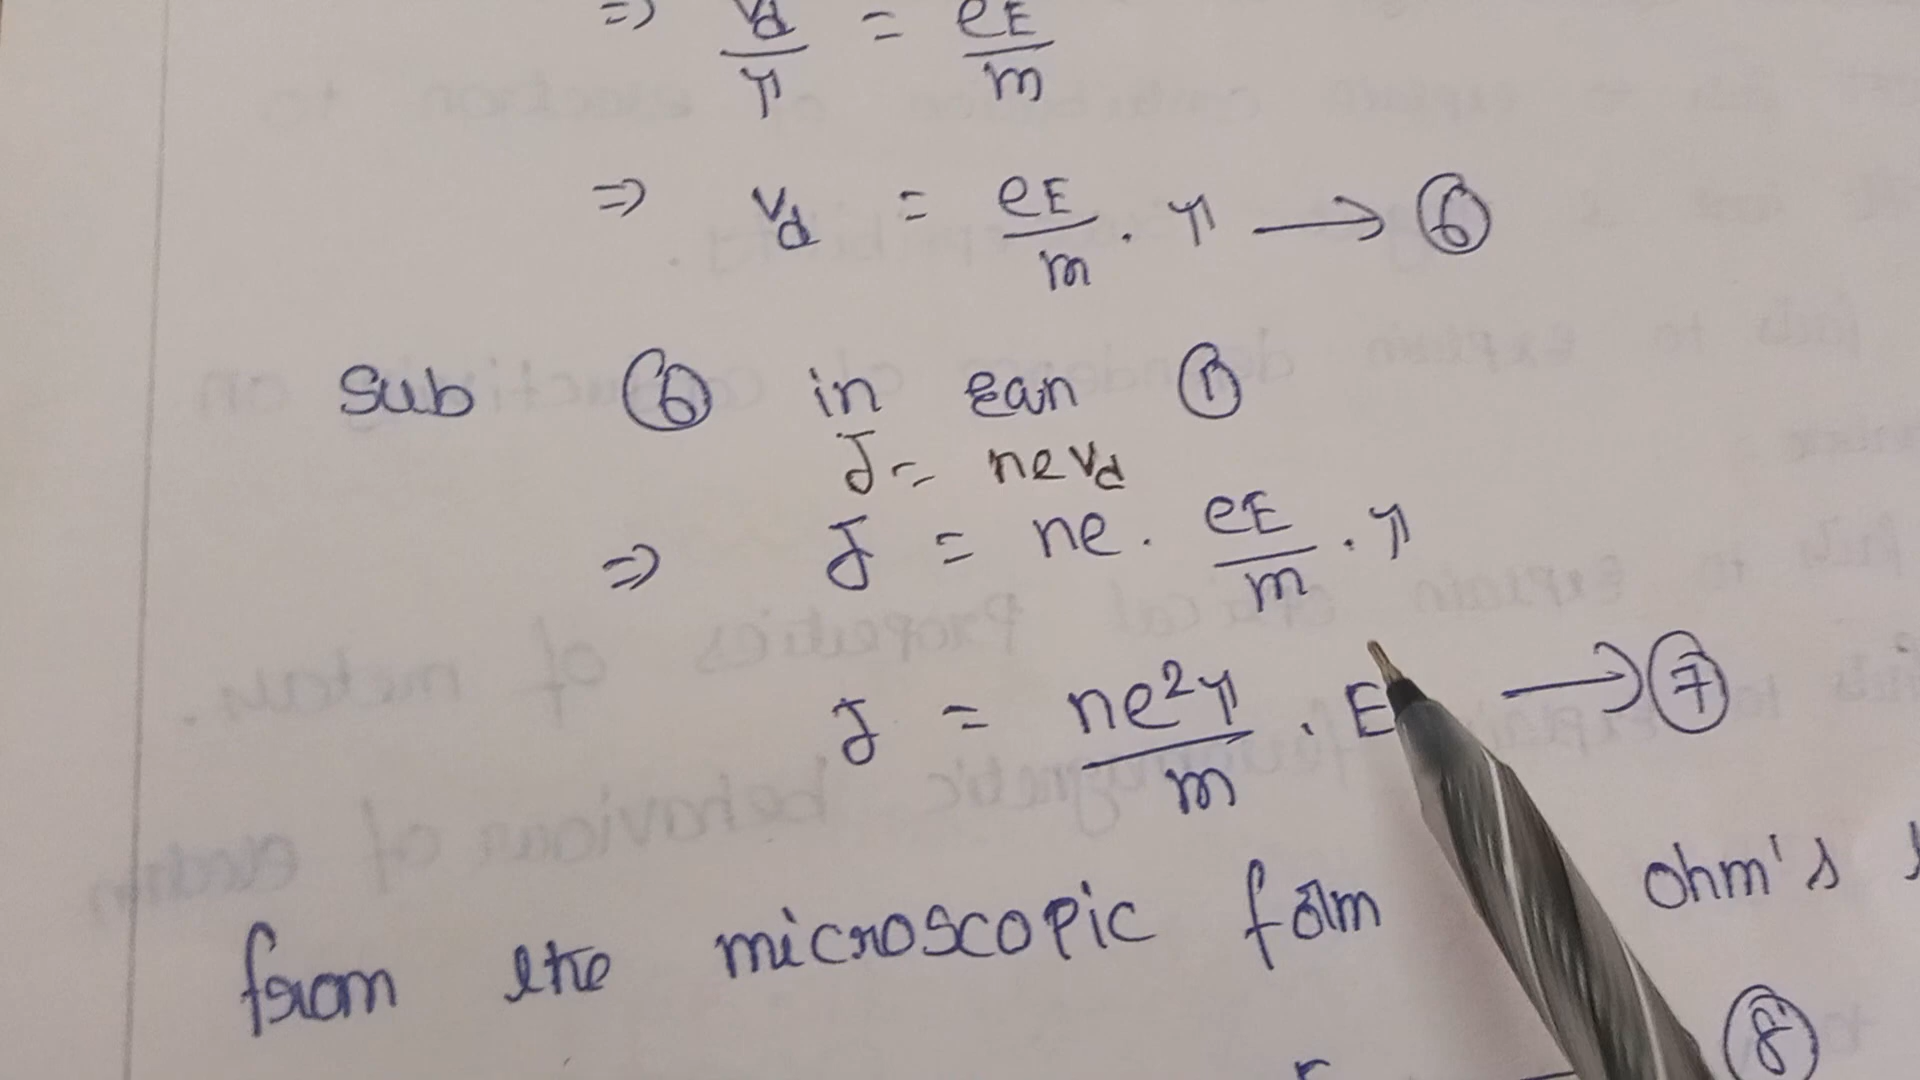 ⇒ vd/τ = eE/m
⇒ vd = eE/m . τ → ⑥
Sub ⑥ in eqn ①
J = nevd
⇒ J = ne . eE/m . τ
J = ne²τ/m . E → ⑦
from the microscopic form ohm's
⑧